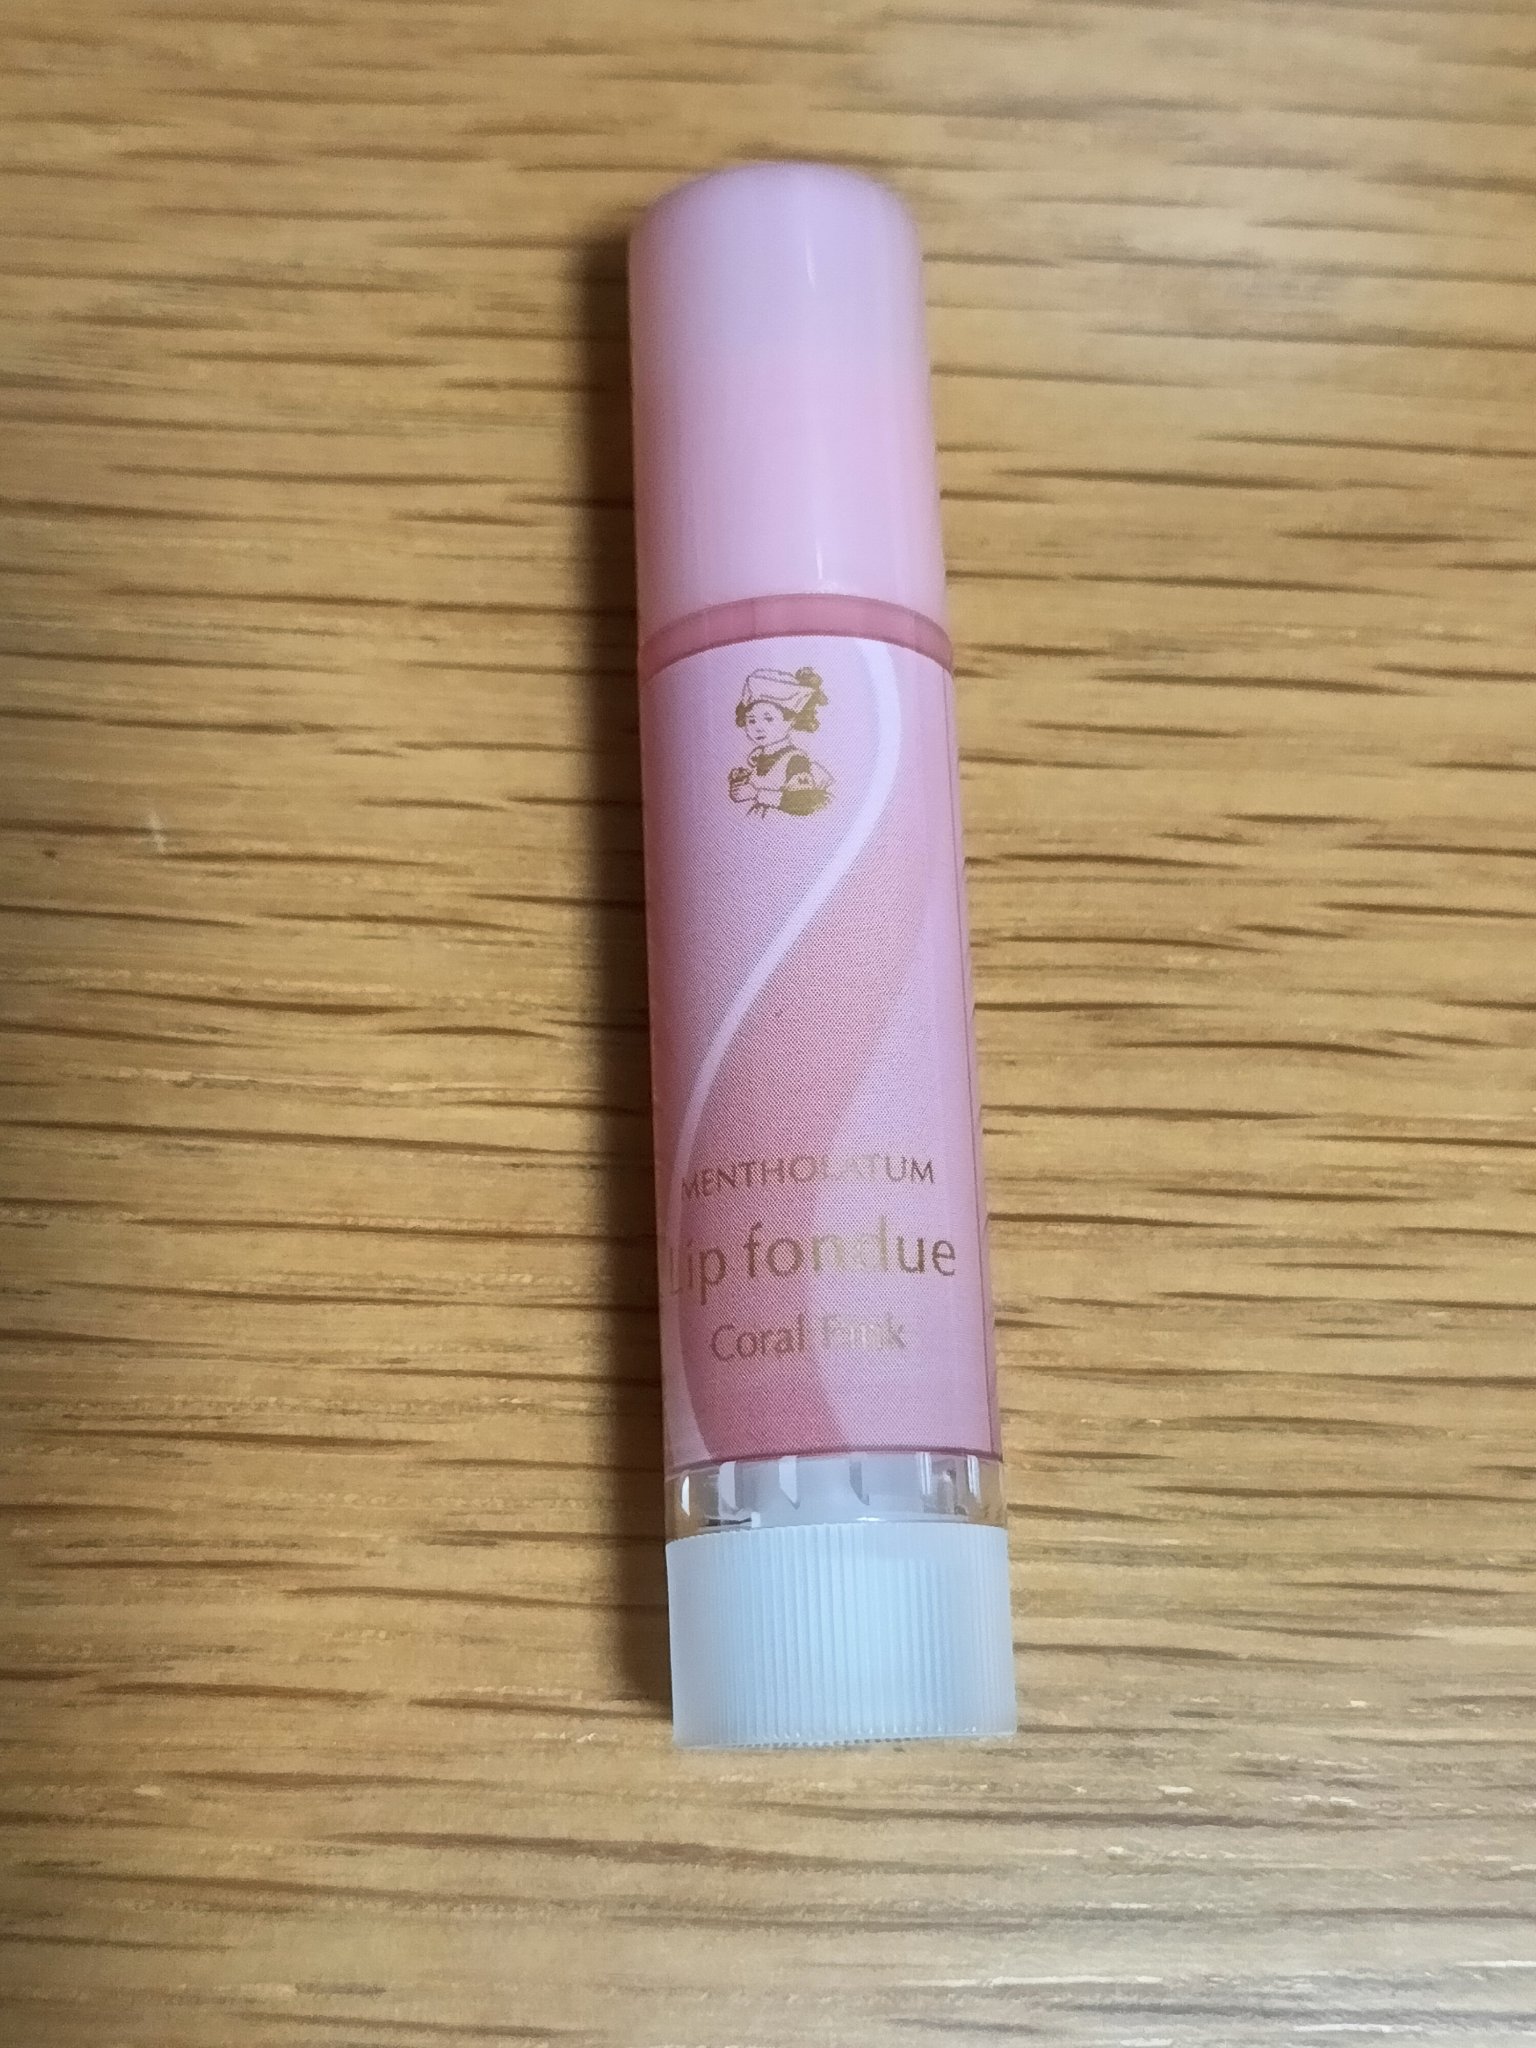 MENTHOLATUM
Lip fondue
Coral Pink